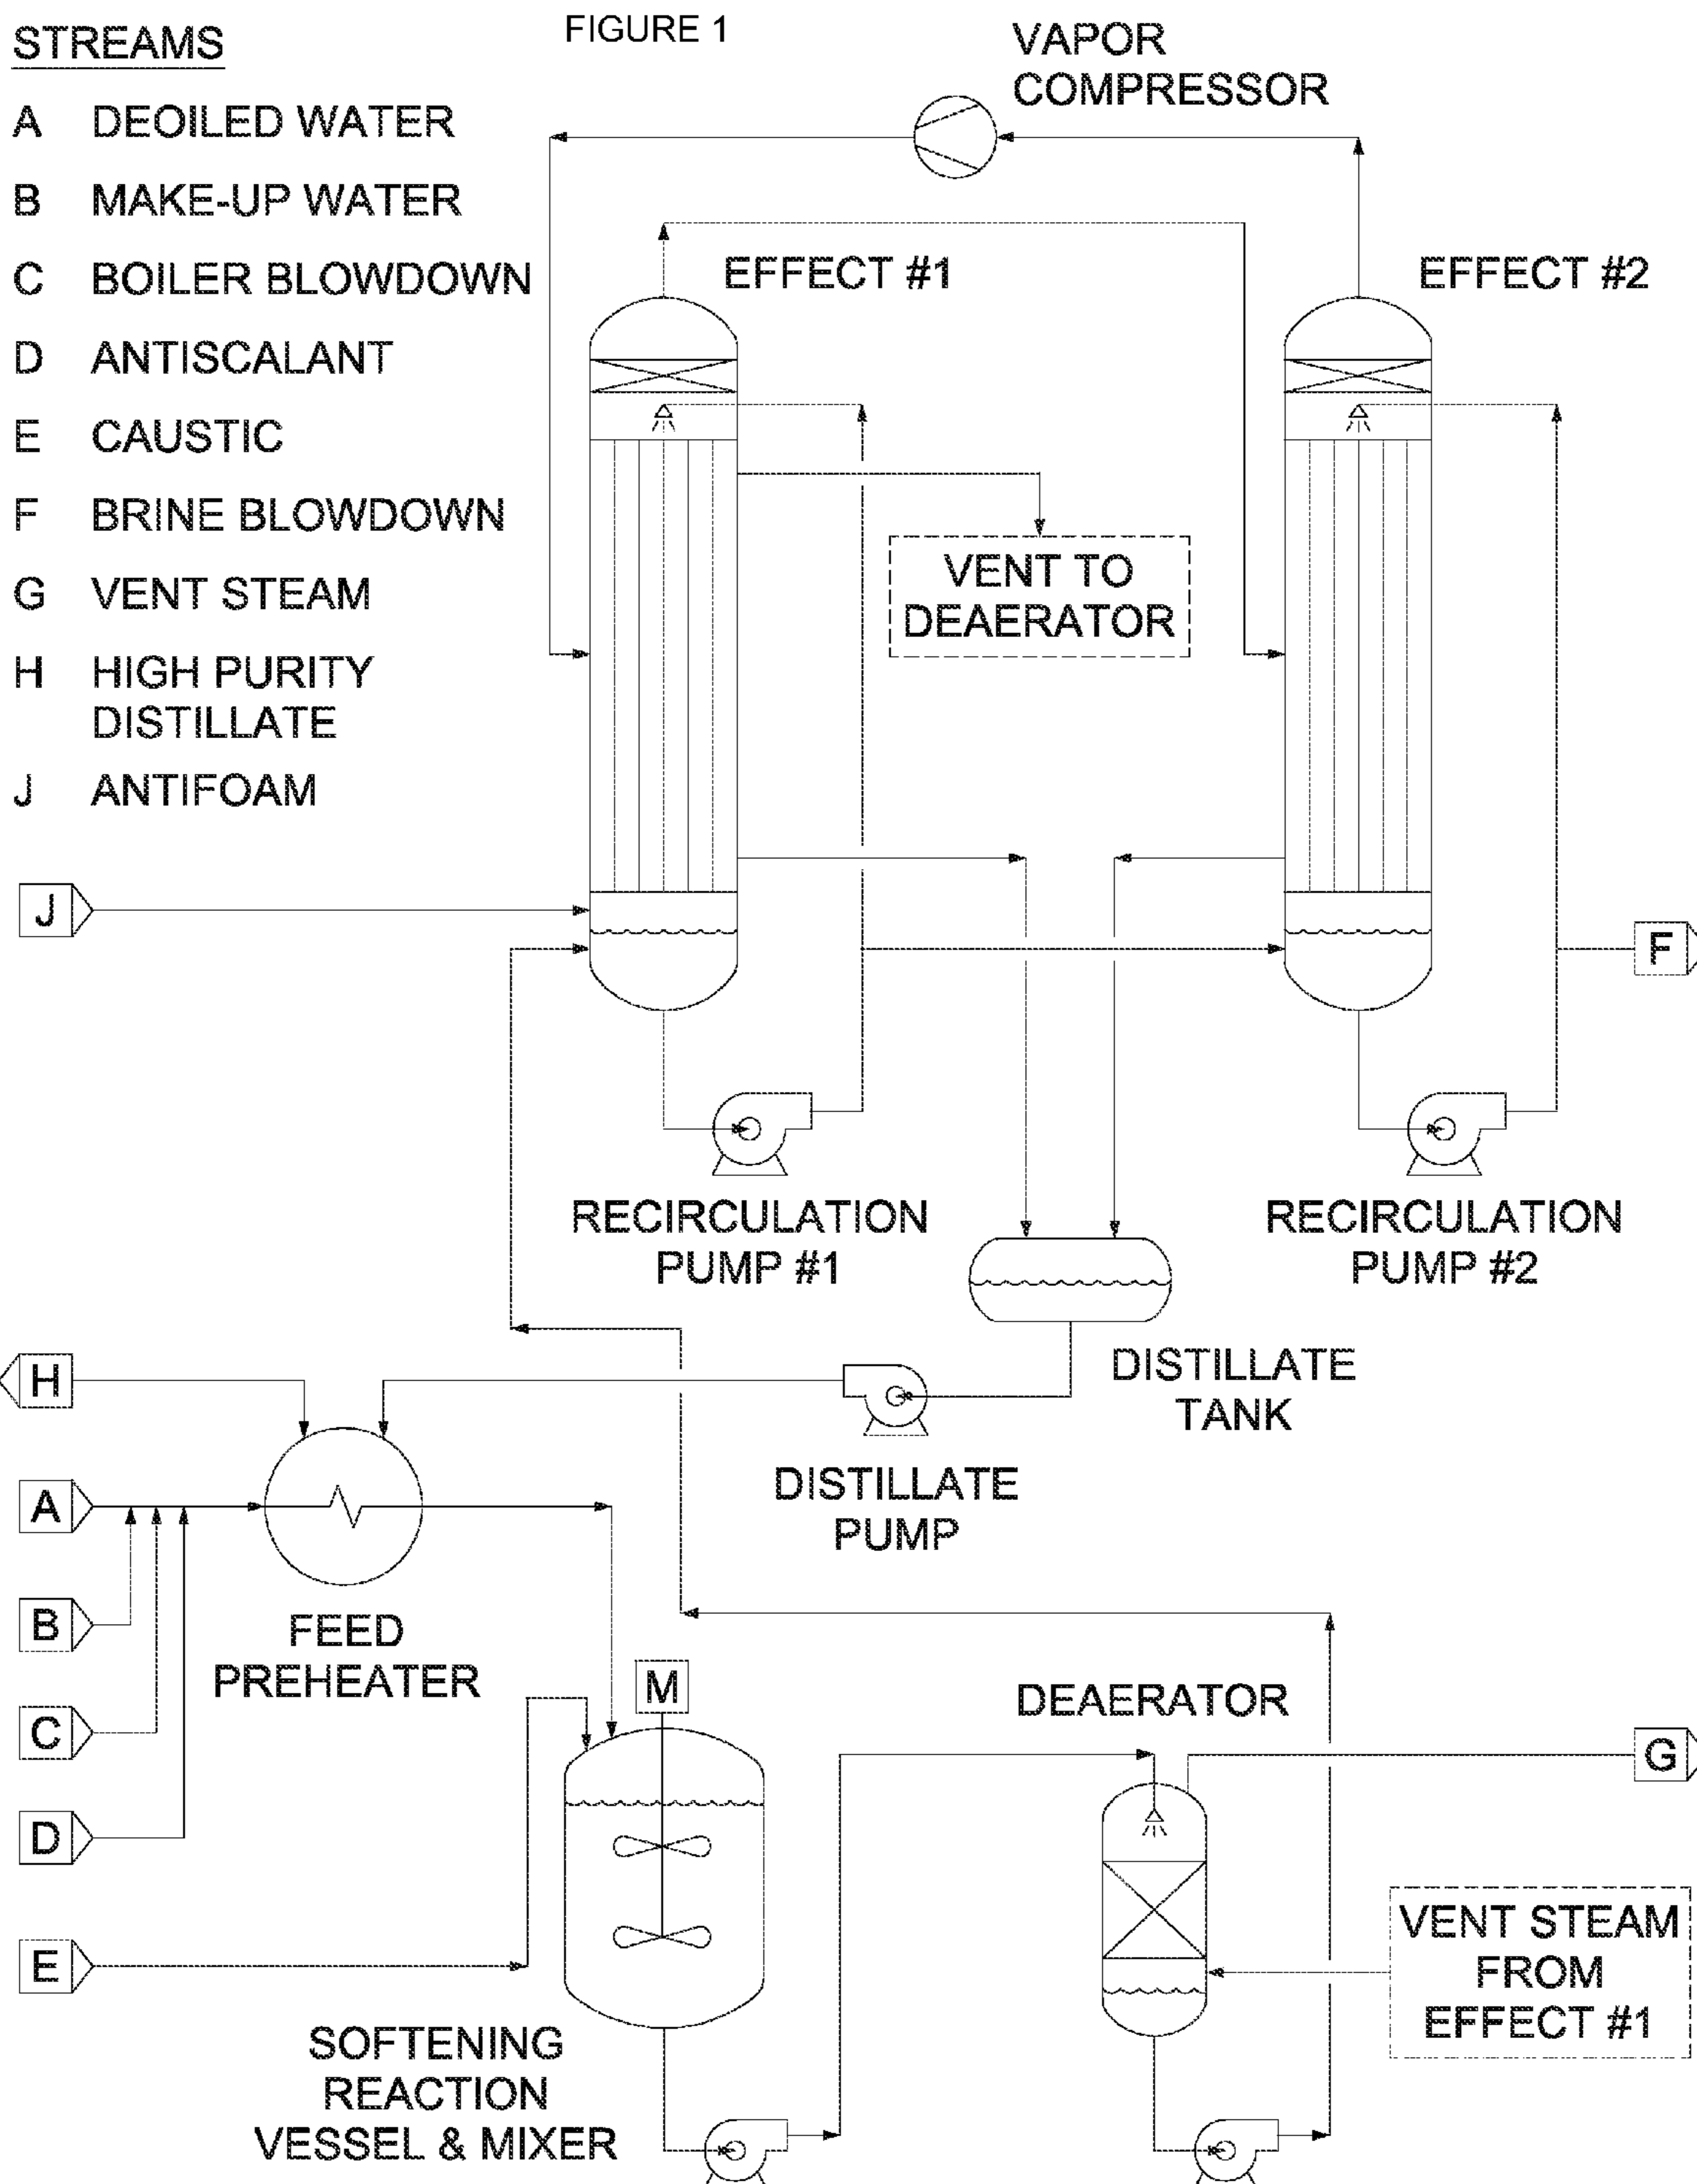 FIGURE 1
STREAMS
A DEOILED WATER
B MAKE-UP WATER
C BOILER BLOWDOWN
D ANTISCALANT
E CAUSTIC
F BRINE BLOWDOWN
G VENT STEAM
H HIGH PURITY
DISTILLATE
J ANTIFOAM
VAPOR
COMPRESSOR
EFFECT #1
EFFECT #2
VENT TO
DEAERATOR
J
F
RECIRCULATION
PUMP #1
RECIRCULATION
PUMP #2
H
DISTILLATE
TANK
A
DISTILLATE
PUMP
B
FEED
PREHEATER
M
DEAERATOR
C
G
D
VENT STEAM
FROM
EFFECT #1
E
SOFTENING
REACTION
VESSEL & MIXER